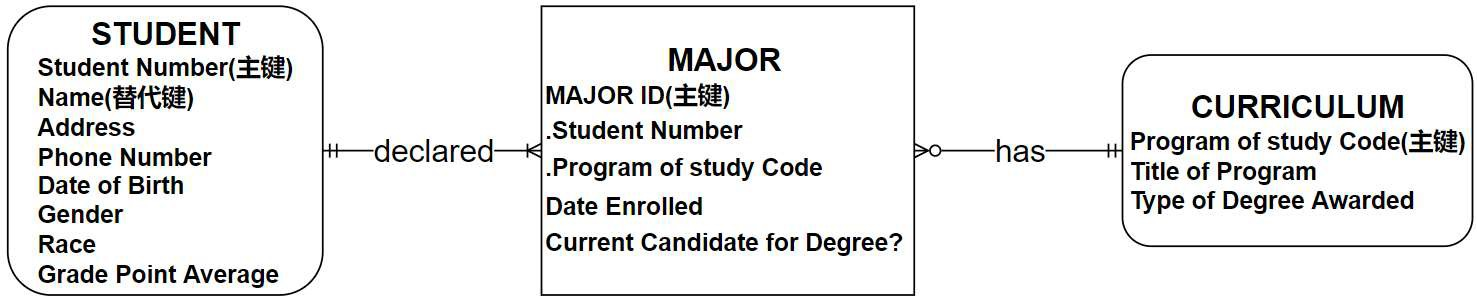 STUDENT
Student Number(主键)
Name(替代键)
Address
Phone Number
Date of Birth
Gender
Race
Grade Point Average
declared
MAJOR
MAJOR ID(主键)
.Student Number
.Program of study Code
Date Enrolled
Current Candidate for Degree?
has
CURRICULUM
Program of study Code(主键)
Title of Program
Type of Degree Awarded